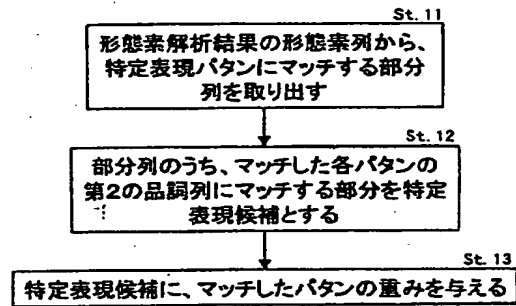 St. 11
形態素解析結果の形態素列から、
特定表現パタンにマッチする部分
列を取り出す
St. 12
部分列のうち、マッチした各パタンの
第2の品詞列にマッチする部分を特定
表現候補とする
St. 13
特定表現候補に、マッチしたパタンの重みを与える